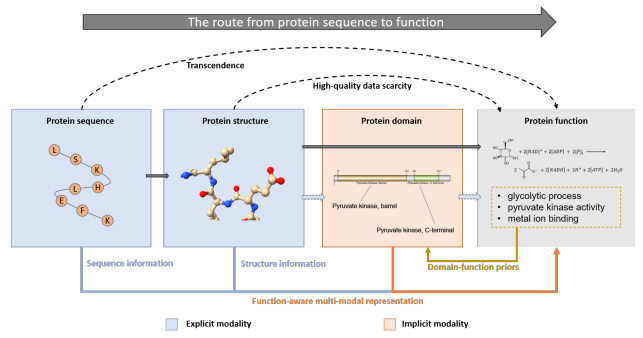 The route from protein sequence to function
Transcendence
High-quality data scarcity
Protein sequence
Protein structure
Protein domain
Protein function
L
S
K
L
H
E
F
K
Pyruvate kinase, barrel
Pyruvate kinase, C-terminal
+ 2[NAD]⁺ + 2[ADP] + 2[P]ᵢ
2
+ 2[NADH] + 2H⁺ + 2[ATP] + 2H₂O
• glycolytic process
• pyruvate kinase activity
• metal ion binding
Sequence information
Structure information
Domain-function priors
Function-aware multi-modal representation
Explicit modality
Implicit modality